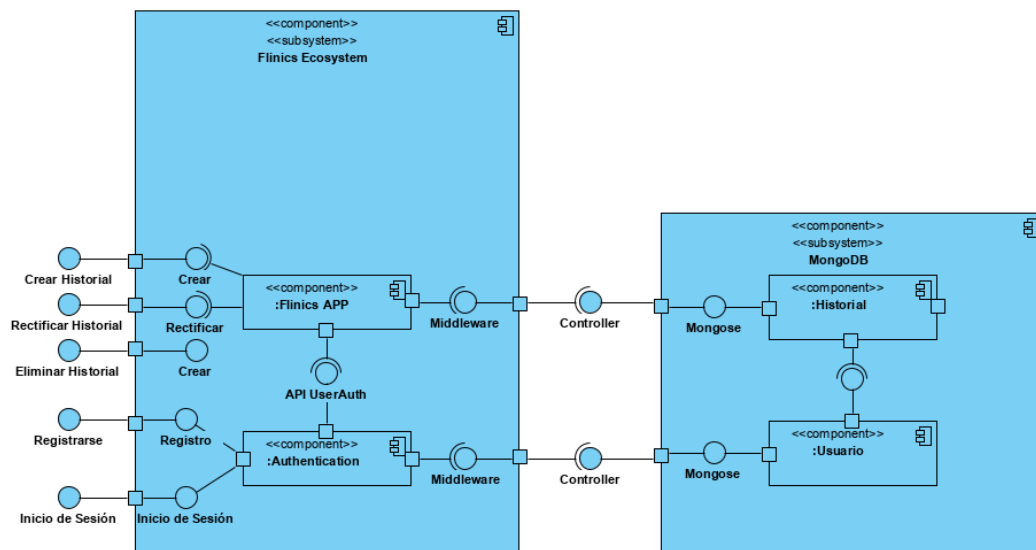 <<component>>
<<subsystem>>
Flinics Ecosystem
<<component>>
<<subsystem>>
MongoDB
Crear Historial
Crear
<<component>>
:Flinics APP
Middleware
Controller
Mongose
<<component>>
:Historial
Rectificar Historial
Rectificar
Eliminar Historial
Crear
API UserAuth
Registrarse
Registro
<<component>>
:Authentication
Middleware
Controller
Mongose
<<component>>
:Usuario
Inicio de Sesión
Inicio de Sesión